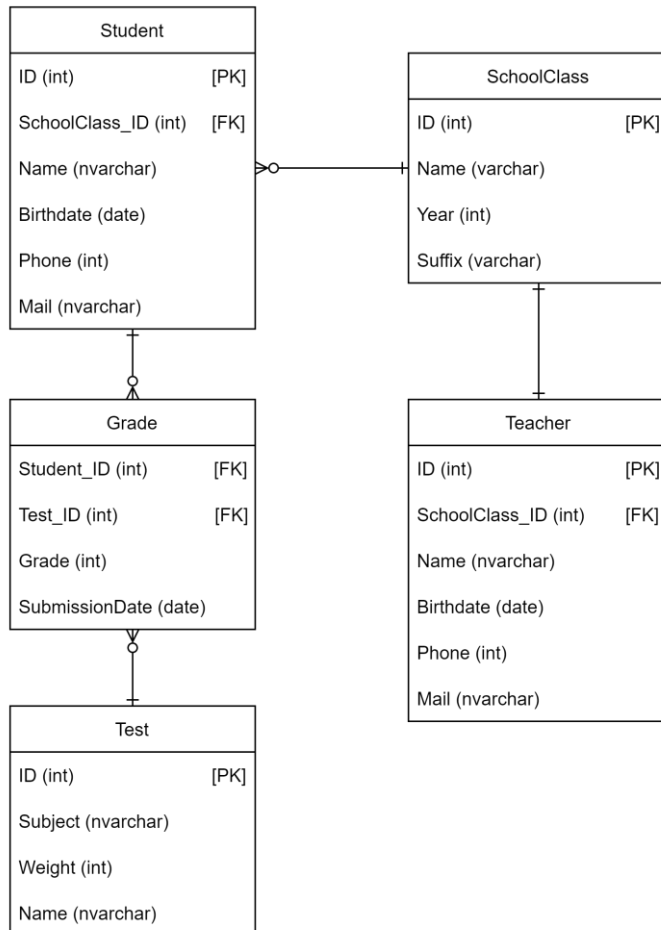 Student
ID (int) [PK]
SchoolClass_ID (int) [FK]
Name (nvarchar)
Birthdate (date)
Phone (int)
Mail (nvarchar)
SchoolClass
ID (int) [PK]
Name (varchar)
Year (int)
Suffix (varchar)
Grade
Student_ID (int) [FK]
Test_ID (int) [FK]
Grade (int)
SubmissionDate (date)
Teacher
ID (int) [PK]
SchoolClass_ID (int) [FK]
Name (nvarchar)
Birthdate (date)
Phone (int)
Mail (nvarchar)
Test
ID (int) [PK]
Subject (nvarchar)
Weight (int)
Name (nvarchar)